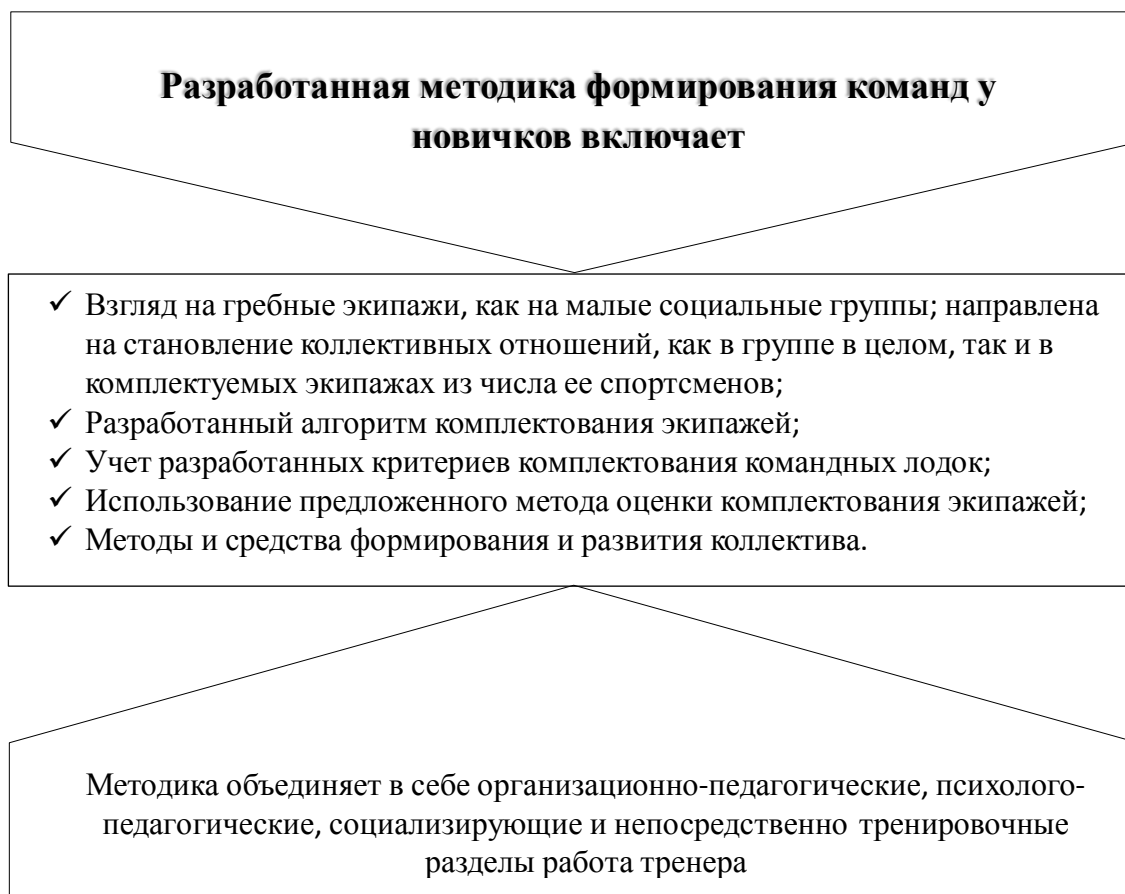 Разработанная методика формирования команд у
новичков включает
✓ Взгляд на гребные экипажи, как на малые социальные группы; направлена
на становление коллективных отношений, как в группе в целом, так и в
комплектуемых экипажах из числа ее спортсменов;
✓ Разработанный алгоритм комплектования экипажей;
✓ Учет разработанных критериев комплектования командных лодок;
✓ Использование предложенного метода оценки комплектования экипажей;
✓ Методы и средства формирования и развития коллектива.
Методика объединяет в себе организационно-педагогические, психолого-
педагогические, социализирующие и непосредственно тренировочные
разделы работа тренера